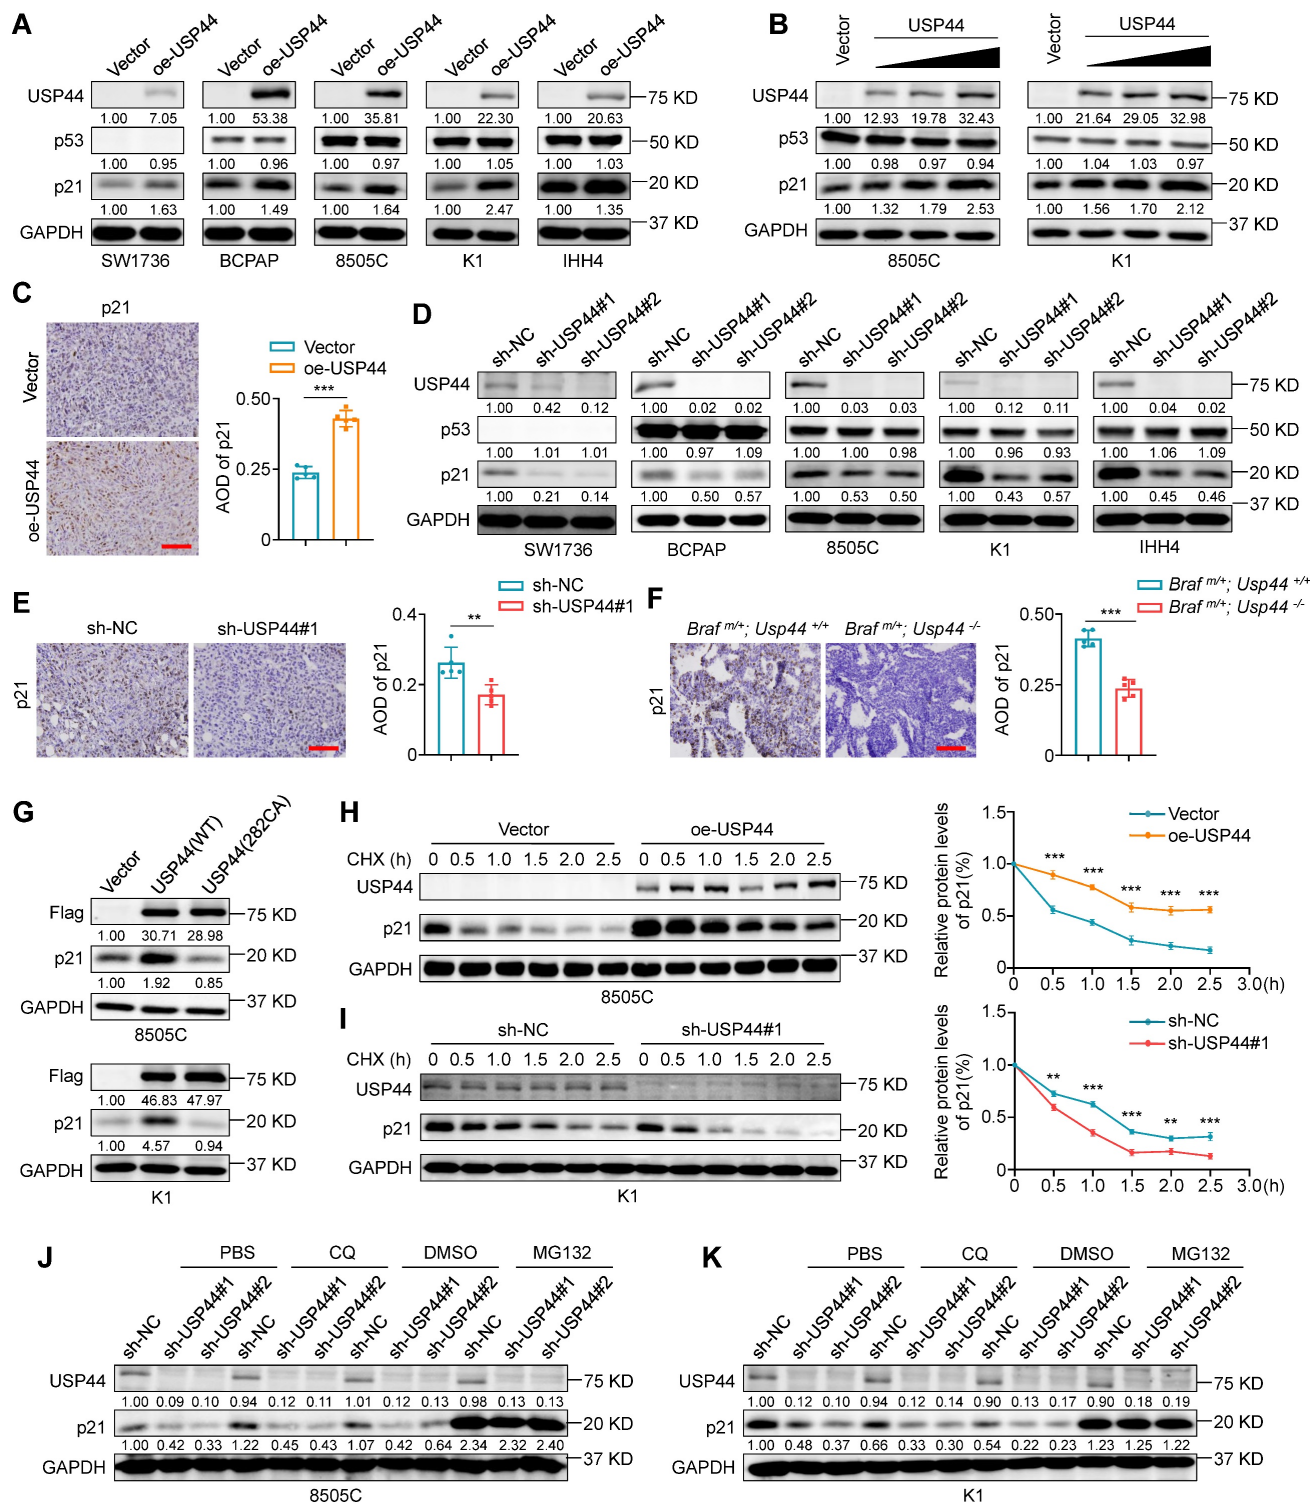 A
Vector oe-USP44 Vector oe-USP44 Vector oe-USP44 Vector oe-USP44 Vector oe-USP44
USP44 75 KD
1.00 7.05 1.00 53.38 1.00 35.81 1.00 22.30 1.00 20.63
p53 50 KD
1.00 0.95 1.00 0.96 1.00 0.97 1.00 1.05 1.00 1.03
p21 20 KD
1.00 1.63 1.00 1.49 1.00 1.64 1.00 2.47 1.00 1.35
37 KD
GAPDH
SW1736 BCPAP 8505C K1 IHH4
B
Vector USP44 Vector USP44
USP44 75 KD
1.00 12.93 19.78 32.43 1.00 21.64 29.05 32.98
p53 50 KD
1.00 0.98 0.97 0.94 1.00 1.04 1.03 0.97
p21 20 KD
1.00 1.32 1.79 2.53 1.00 1.56 1.70 2.12
37 KD
GAPDH
8505C K1
C
p21
Vector
oe-USP44
Vector
oe-USP44
***
AOD of p21
0.50
0.25
0
D
sh-NC sh-USP44#1 sh-USP44#2 sh-NC sh-USP44#1 sh-USP44#2 sh-NC sh-USP44#1 sh-USP44#2 sh-NC sh-USP44#1 sh-USP44#2 sh-NC sh-USP44#1 sh-USP44#2
USP44 75 KD
1.00 0.42 0.12 1.00 0.02 0.02 1.00 0.03 0.03 1.00 0.12 0.11 1.00 0.04 0.02
p53 50 KD
1.00 1.01 1.01 1.00 0.97 1.09 1.00 1.00 0.98 1.00 0.96 0.93 1.00 1.06 1.09
p21 20 KD
1.00 0.21 0.14 1.00 0.50 0.57 1.00 0.53 0.50 1.00 0.43 0.57 1.00 0.45 0.46
37 KD
GAPDH
SW1736 BCPAP 8505C K1 IHH4
E
sh-NC sh-USP44#1
p21
sh-NC
sh-USP44#1
**
AOD of p21
0.4
0.2
0
F
Braf m/+; Usp44 +/+ Braf m/+; Usp44 -/-
p21
Braf m/+; Usp44 +/+
Braf m/+; Usp44 -/-
***
AOD of p21
0.50
0.25
0
G
Vector USP44(WT) USP44(282CA)
Flag 75 KD
1.00 30.71 28.98
p21 20 KD
1.00 1.92 0.85
GAPDH 37 KD
8505C
Flag 75 KD
1.00 46.83 47.97
p21 20 KD
1.00 4.57 0.94
GAPDH 37 KD
K1
H
Vector oe-USP44
CHX (h) 0 0.5 1.0 1.5 2.0 2.5 0 0.5 1.0 1.5 2.0 2.5
USP44 75 KD
p21 20 KD
GAPDH 37 KD
8505C
Relative protein levels
of p21(%)
1.5
1.0
0.5
0
Vector
oe-USP44
*** *** *** *** ***
0 0.5 1.0 1.5 2.0 2.5 3.0(h)
I
sh-NC sh-USP44#1
CHX (h) 0 0.5 1.0 1.5 2.0 2.5 0 0.5 1.0 1.5 2.0 2.5
USP44 75 KD
p21 20 KD
GAPDH 37 KD
K1
Relative protein levels
of p21(%)
1.5
1.0
0.5
0
sh-NC
sh-USP44#1
** *** *** ** ***
0 0.5 1.0 1.5 2.0 2.5 3.0(h)
J
PBS CQ DMSO MG132
sh-NC sh-USP44#1 sh-USP44#2 sh-NC sh-USP44#1 sh-USP44#2 sh-NC sh-USP44#1 sh-USP44#2 sh-NC sh-USP44#1 sh-USP44#2
USP44 75 KD
1.00 0.09 0.10 0.94 0.12 0.11 1.01 0.12 0.13 0.98 0.13 0.13
p21 20 KD
1.00 0.42 0.33 1.22 0.45 0.43 1.07 0.42 0.64 2.34 2.32 2.40
GAPDH 37 KD
8505C
K
PBS CQ DMSO MG132
sh-NC sh-USP44#1 sh-USP44#2 sh-NC sh-USP44#1 sh-USP44#2 sh-NC sh-USP44#1 sh-USP44#2 sh-NC sh-USP44#1 sh-USP44#2
USP44 75 KD
1.00 0.12 0.10 0.94 0.12 0.14 0.90 0.13 0.17 0.90 0.18 0.19
p21 20 KD
1.00 0.48 0.37 0.66 0.33 0.30 0.54 0.22 0.23 1.23 1.25 1.22
GAPDH 37 KD
K1